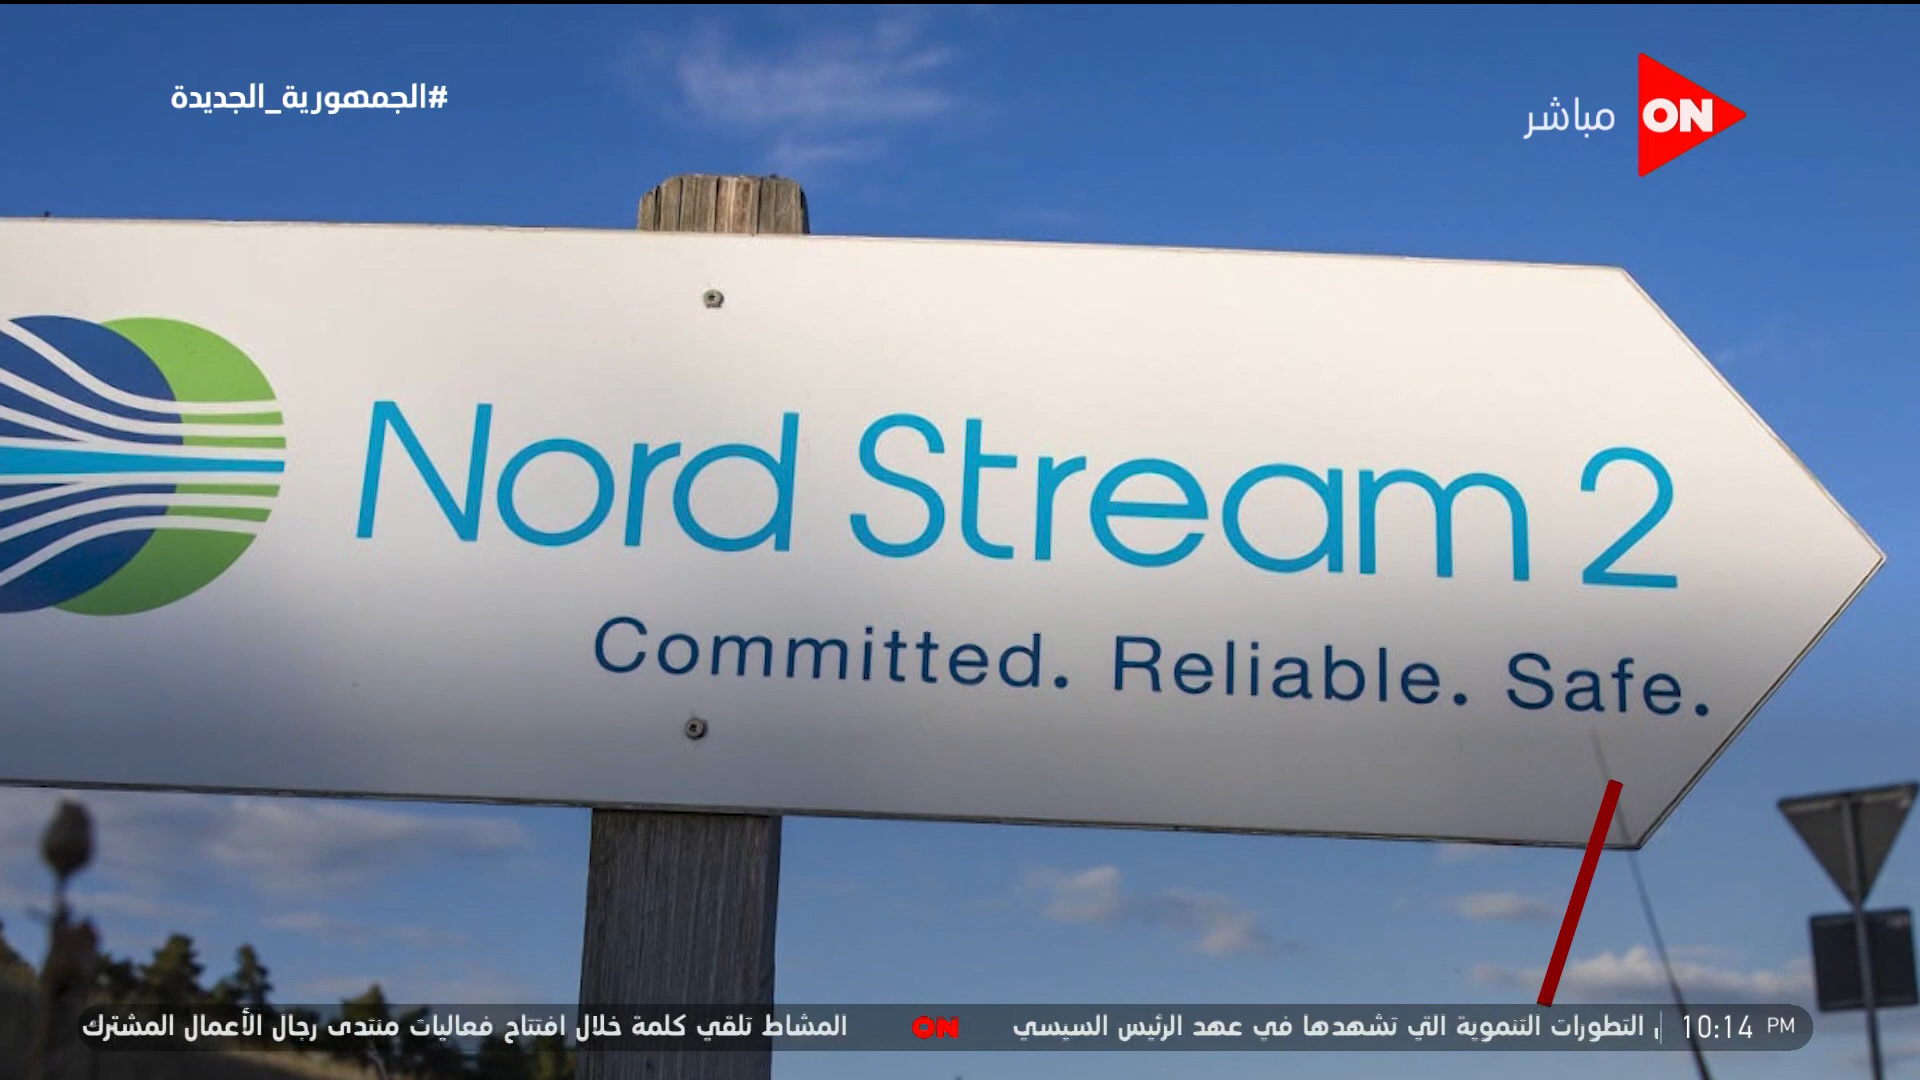 #الجمهورية_الجديدة
مباشر ON
Nord Stream 2
Committed. Reliable. Safe.
10:14 PM
التطورات التنموية التي تشهدها في عهد الرئيس السيسي ON المشاط تلقي كلمة خلال افتتاح فعاليات منتدى رجال الأعمال المشترك